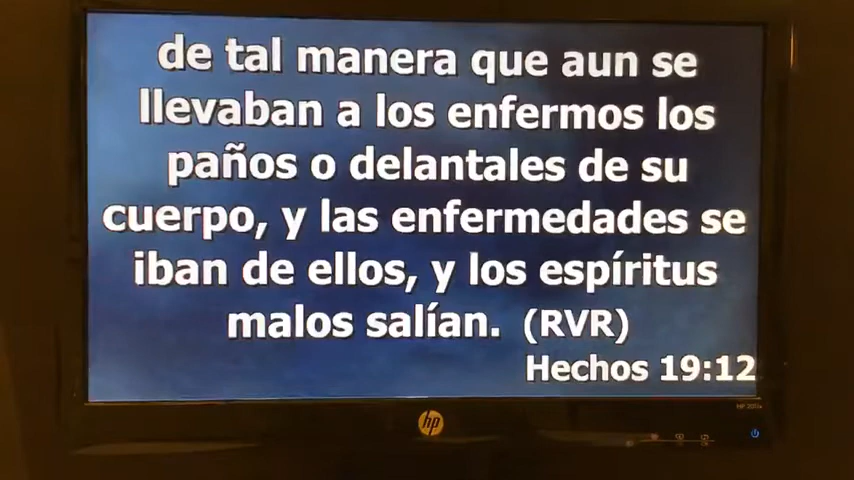 de tal manera que aun se
llevaban a los enfermos los
paños o delantales de su
cuerpo, y las enfermedades se
iban de ellos, y los espíritus
malos salían. (RVR)
Hechos 19:12
hp